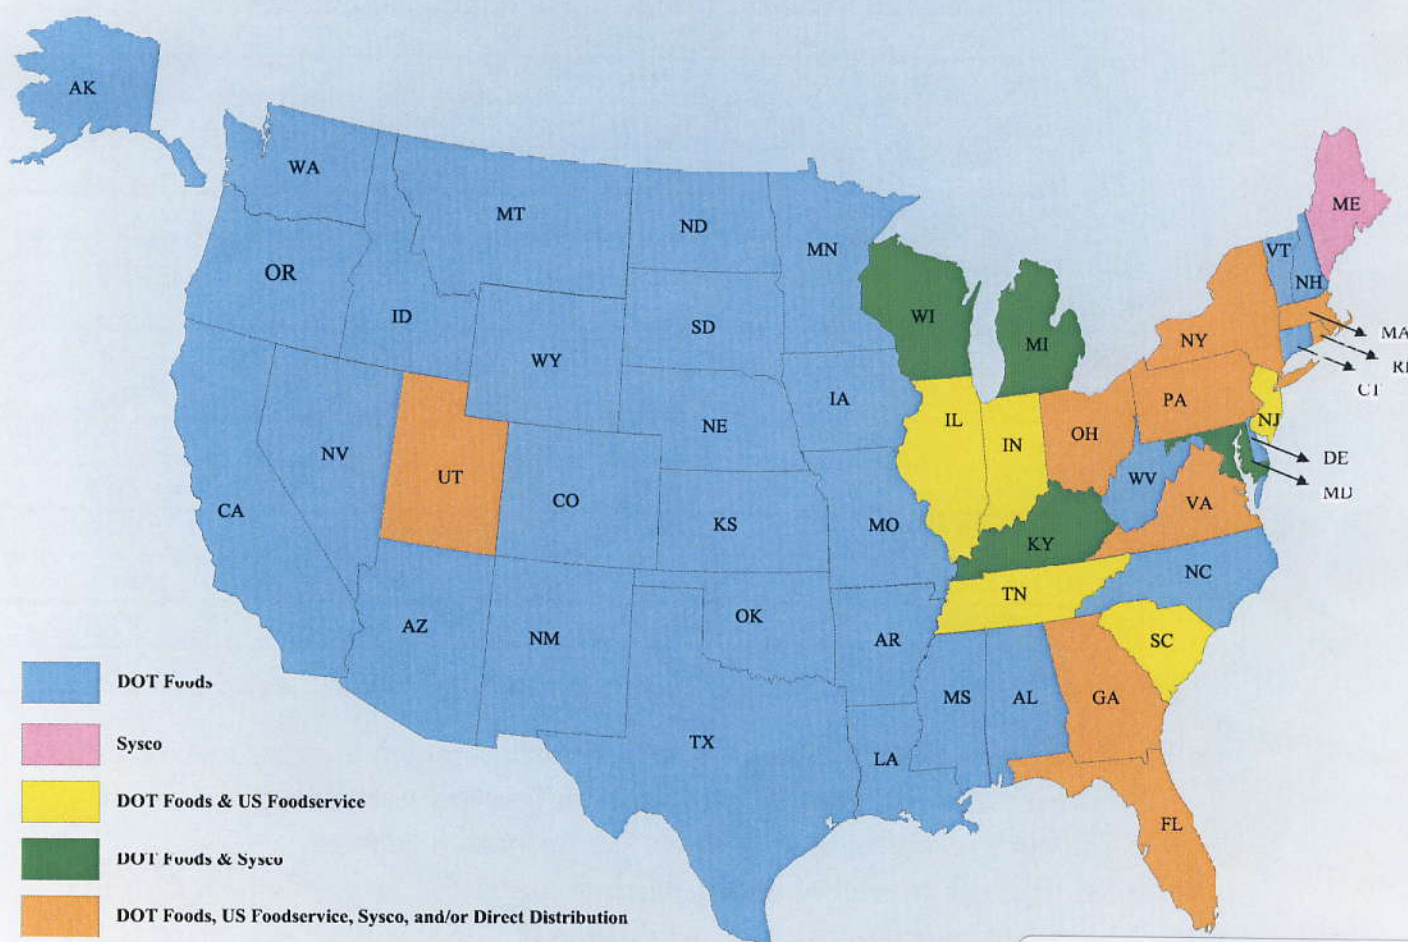 AK
WA
MT
ND
MN
ME
VT
NH
OR
ID
WY
SD
WI
MI
NY
MA
RI
CT
NV
UT
CO
NE
IA
IL
IN
OH
PA
NJ
DE
MD
CA
KS
MO
KY
WV
VA
AZ
NM
OK
AR
TN
NC
SC
TX
LA
MS
AL
GA
FL
DOT Foods
Sysco
DOT Foods & US Foodservice
DOT Foods & Sysco
DOT Foods, US Foodservice, Sysco, and/or Direct Distribution